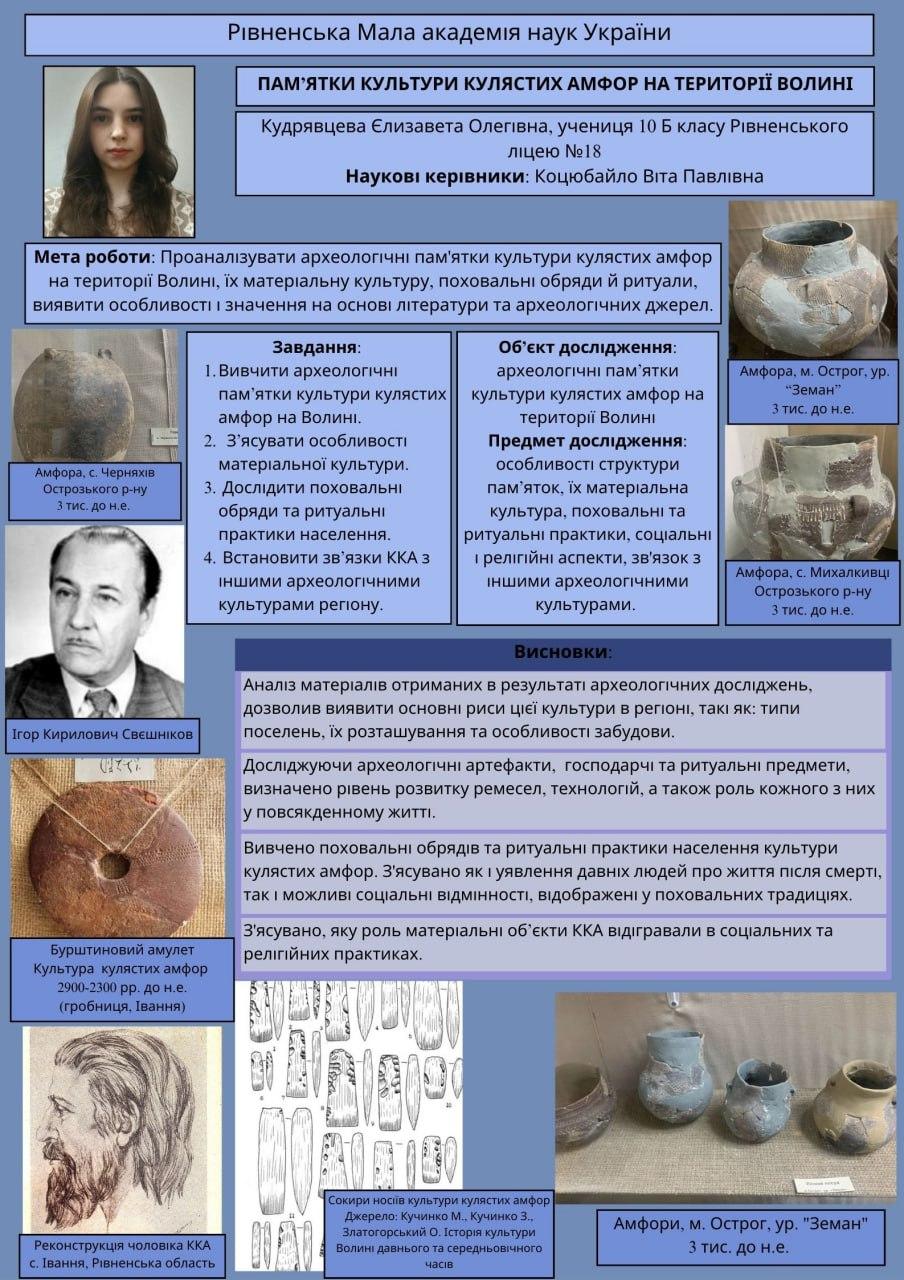 Рівненська Мала академія наук України
ПАМ’ЯТКИ КУЛЬТУРИ КУЛЯСТИХ АМФОР НА ТЕРИТОРІЇ ВОЛИНІ
Кудрявцева Єлизавета Олегівна, учениця 10 Б класу Рівненського
ліцею №18
Наукові керівники: Коцюбайло Віта Павлівна
Мета роботи: Проаналізувати археологічні пам'ятки культури кулястих амфор
на території Волині, їх матеріальну культуру, поховальні обряди й ритуали,
виявити особливості і значення на основі літератури та археологічних джерел.
Амфора, м. Острог, ур.
“Земан”
3 тис. до н.е.
Амфора, с. Черняхів
Острозького р-ну
3 тис. до н.е.
Завдання:
1. Вивчити археологічні
пам’ятки культури кулястих
амфор на Волині.
2. З’ясувати особливості
матеріальної культури.
3. Дослідити поховальні
обряди та ритуальні
практики населення.
4. Встановити зв’язки ККА з
іншими археологічними
культурами регіону.
Об’єкт дослідження:
археологічні пам’ятки
культури кулястих амфор на
території Волині
Предмет дослідження:
особливості структури
пам’яток, їх матеріальна
культура, поховальні та
ритуальні практики, соціальні
і релігійні аспекти, зв'язок з
іншими археологічними
культурами.
Амфора, с. Михалкивці
Острозького р-ну
3 тис. до н.е.
Ігор Кирилович Свєшніков
Висновки:
Аналіз матеріалів отриманих в результаті археологічних досліджень,
дозволив виявити основні риси цієї культури в регіоні, такі як: типи
поселень, їх розташування та особливості забудови.
Досліджуючи археологічні артефакти, господарчі та ритуальні предмети,
визначено рівень розвитку ремесел, технологій, а також роль кожного з них
у повсякденному житті.
Вивчено поховальні обрядів та ритуальні практики населення культури
кулястих амфор. З'ясувано як і уявлення давніх людей про життя після смерті,
так і можливі соціальні відмінності, відображені у поховальних традиціях.
З'ясувано, яку роль матеріальні об’єкти ККА відігравали в соціальних та
релігійних практиках.
Бурштиновий амулет
Культура кулястих амфор
2900-2300 рр. до н.е.
(гробниця, Івання)
Реконструкція чоловіка ККА
с. Івання, Рівненська область
Сокири носіїв культури кулястих амфор
Джерело: Кучинко М., Кучинко З.,
Златогорський О. Історія культури
Волині давнього та середньовічного
часів
Амфори, м. Острог, ур. "Земан"
3 тис. до н.е.